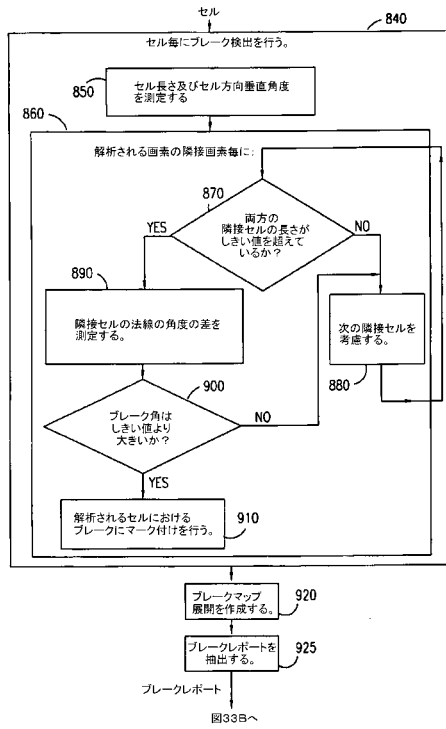 セル
840
セル毎にブレーク検出を行う。
850
セル長さ及びセル方向垂直角度
を測定する
860
解析される画素の隣接画素毎に:
870
両方の
隣接セルの長さが
しきい値を超えて
いるか?
YES
NO
890
隣接セルの法線の角度の差を
測定する。
次の隣接セルを
考慮する。
880
900
ブレーク角は
しきい値より
大きいか?
NO
YES
解析されるセルにおける
ブレークにマーク付けを行う。
910
ブレークマップ
展開を作成する。
920
ブレークレポートを
抽出する。
925
ブレークレポート
図33Bへ